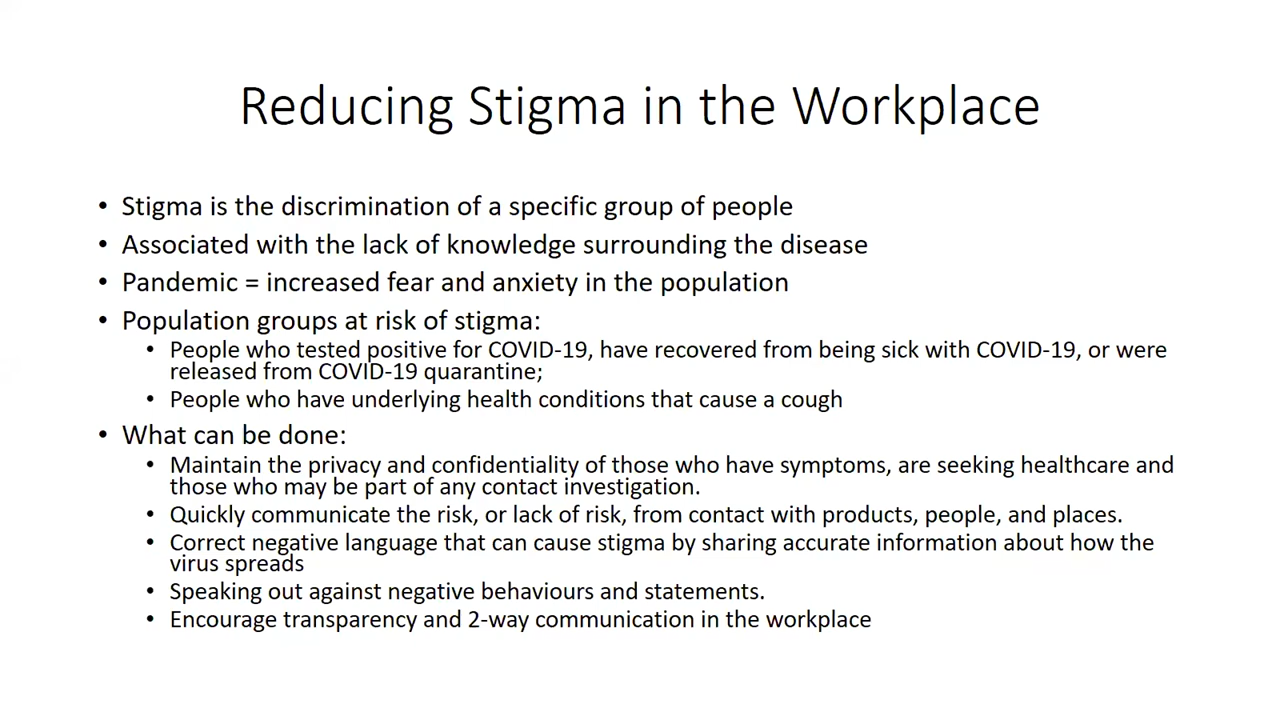 Reducing Stigma in the Workplace
• Stigma is the discrimination of a specific group of people
• Associated with the lack of knowledge surrounding the disease
• Pandemic = increased fear and anxiety in the population
• Population groups at risk of stigma:
• People who tested positive for COVID-19, have recovered from being sick with COVID-19, or were
released from COVID-19 quarantine;
• People who have underlying health conditions that cause a cough
• What can be done:
• Maintain the privacy and confidentiality of those who have symptoms, are seeking healthcare and
those who may be part of any contact investigation.
• Quickly communicate the risk, or lack of risk, from contact with products, people, and places.
• Correct negative language that can cause stigma by sharing accurate information about how the
virus spreads
• Speaking out against negative behaviours and statements.
• Encourage transparency and 2-way communication in the workplace